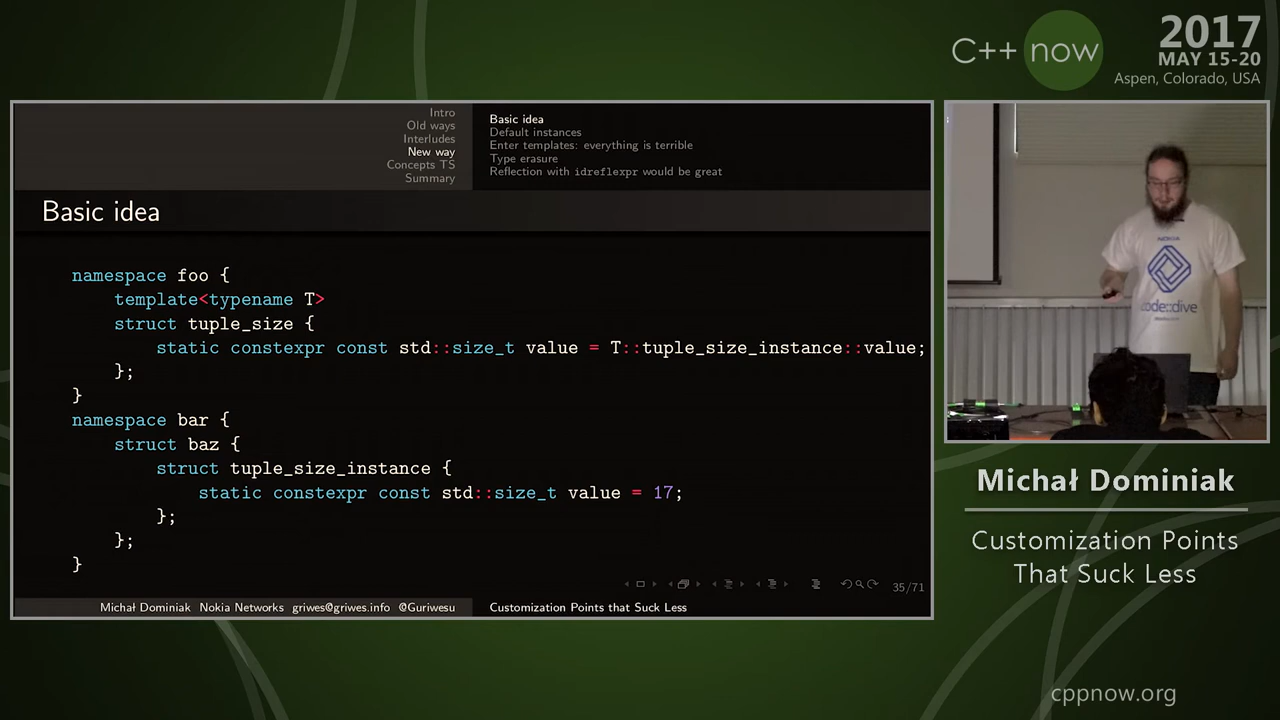 C++ now
2017
MAY 15-20
Aspen, Colorado, USA
Intro
Old ways
Interludes
New way
Concepts TS
Summary
Basic idea
Default instances
Enter templates: everything is terrible
Type erasure
Reflection with idreflexpr would be great
Basic idea
namespace foo {
template<typename T>
struct tuple_size {
static constexpr const std::size_t value = T::tuple_size_instance::value;
};
}
namespace bar {
struct baz {
struct tuple_size_instance {
static constexpr const std::size_t value = 17;
};
};
}
35/71
Michał Dominiak Nokia Networks griwes@griwes.info @Guriwesu
Customization Points that Suck Less
NOKIA
code::dive
Michał Dominiak
Customization Points
That Suck Less
cppnow.org